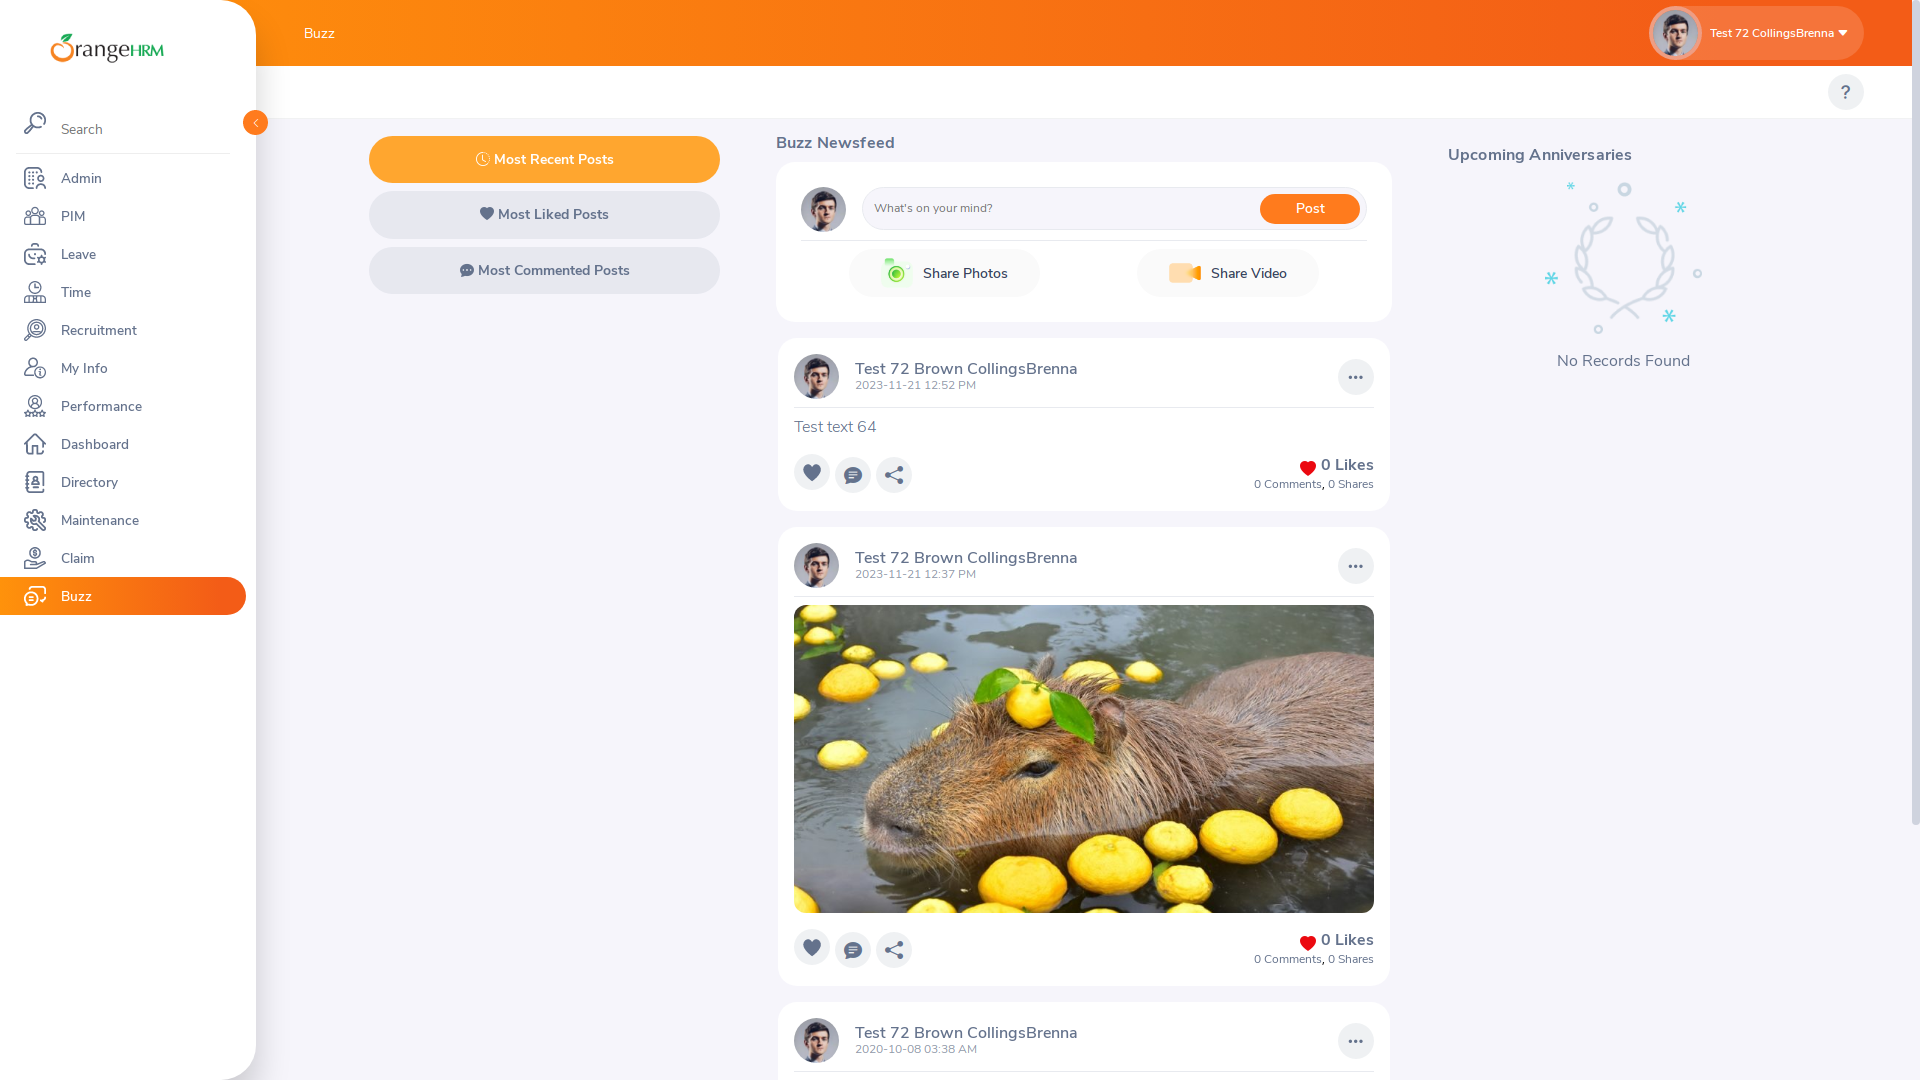 OrangeHRM
Search
Admin
PIM
Leave
Time
Recruitment
My Info
Performance
Dashboard
Directory
Maintenance
Claim
Buzz
Buzz
Test 72 CollingsBrenna
?
Most Recent Posts
Most Liked Posts
Most Commented Posts
Buzz Newsfeed
What's on your mind?
Post
Share Photos
Share Video
Test 72 Brown CollingsBrenna
2023-11-21 12:52 PM
Test text 64
0 Likes
0 Comments, 0 Shares
Test 72 Brown CollingsBrenna
2023-11-21 12:37 PM
0 Likes
0 Comments, 0 Shares
Test 72 Brown CollingsBrenna
2020-10-08 03:38 AM
Upcoming Anniversaries
No Records Found